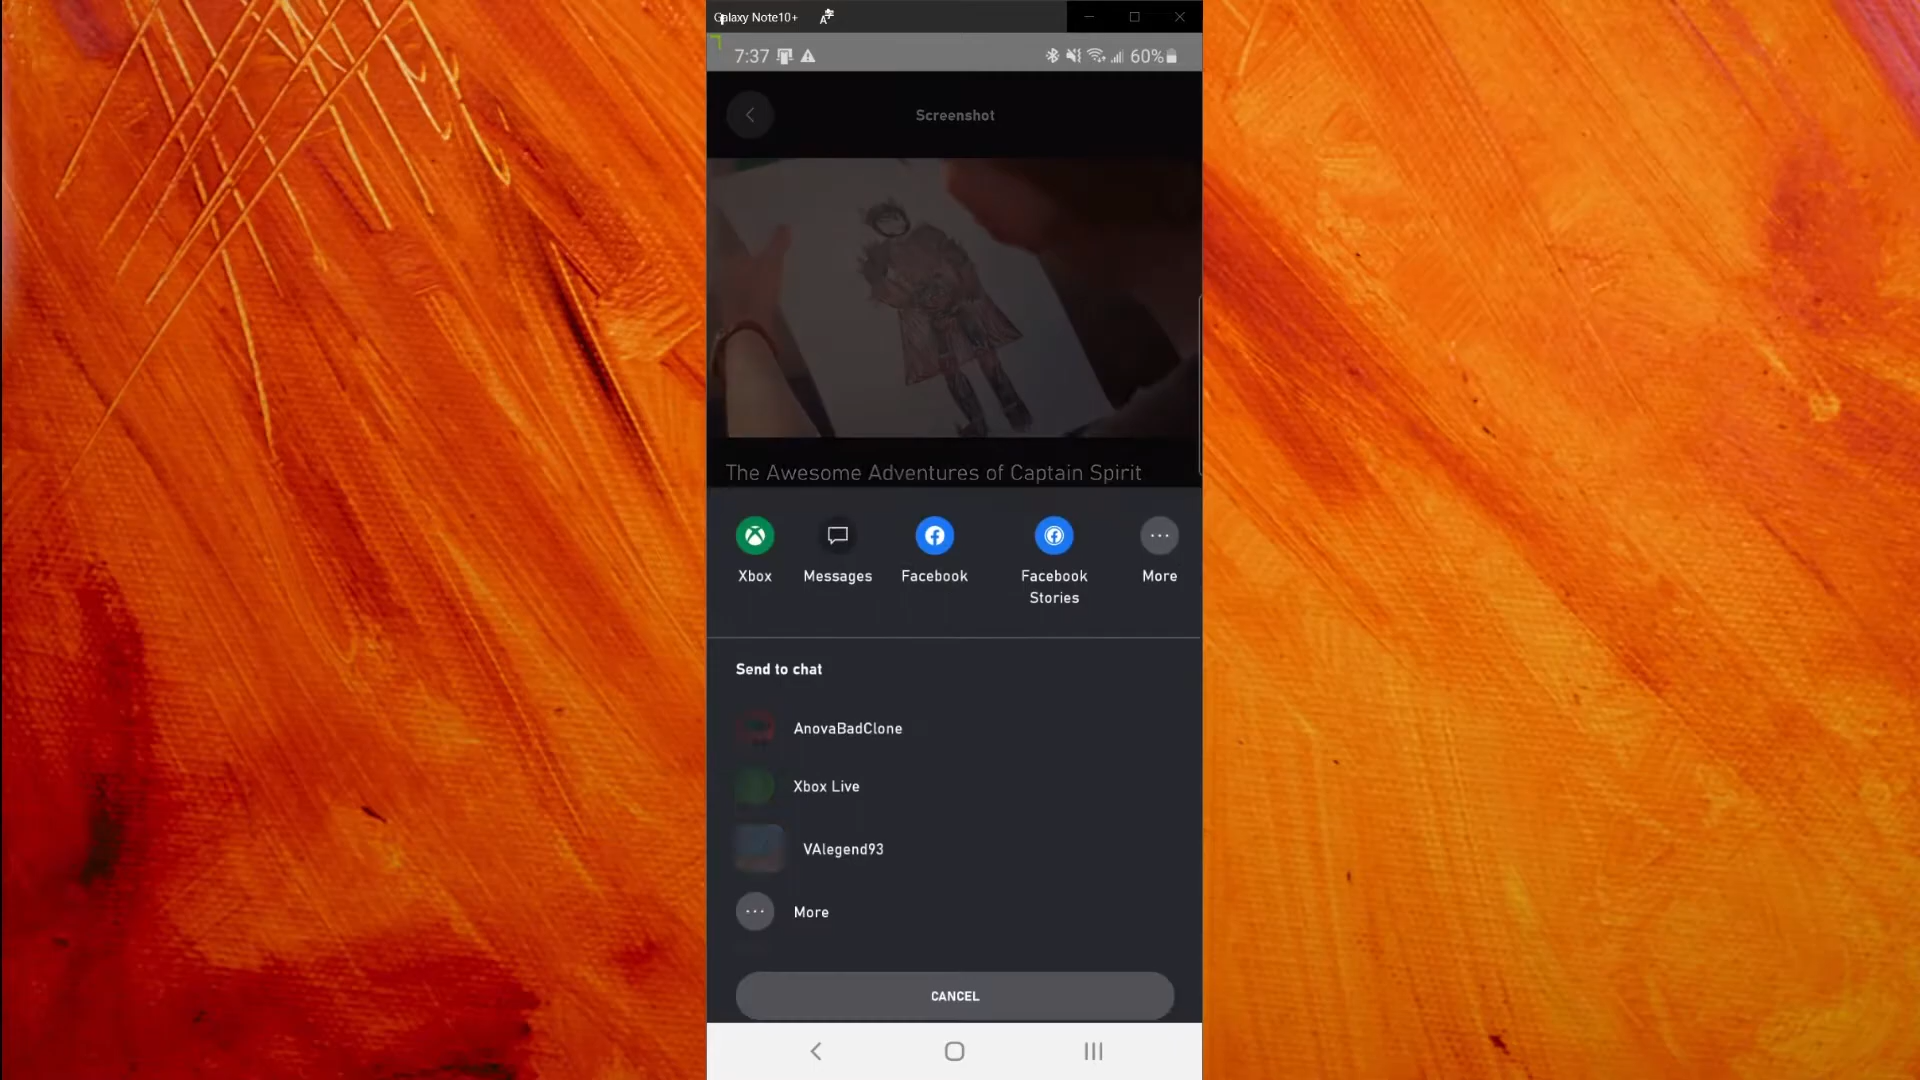 Galaxy Note10+
7:37
60%
Screenshot
The Awesome Adventures of Captain Spirit
Xbox
Messages
Facebook
Facebook
Stories
More
Send to chat
AnovaBadClone
Xbox Live
VAlegend93
More
CANCEL